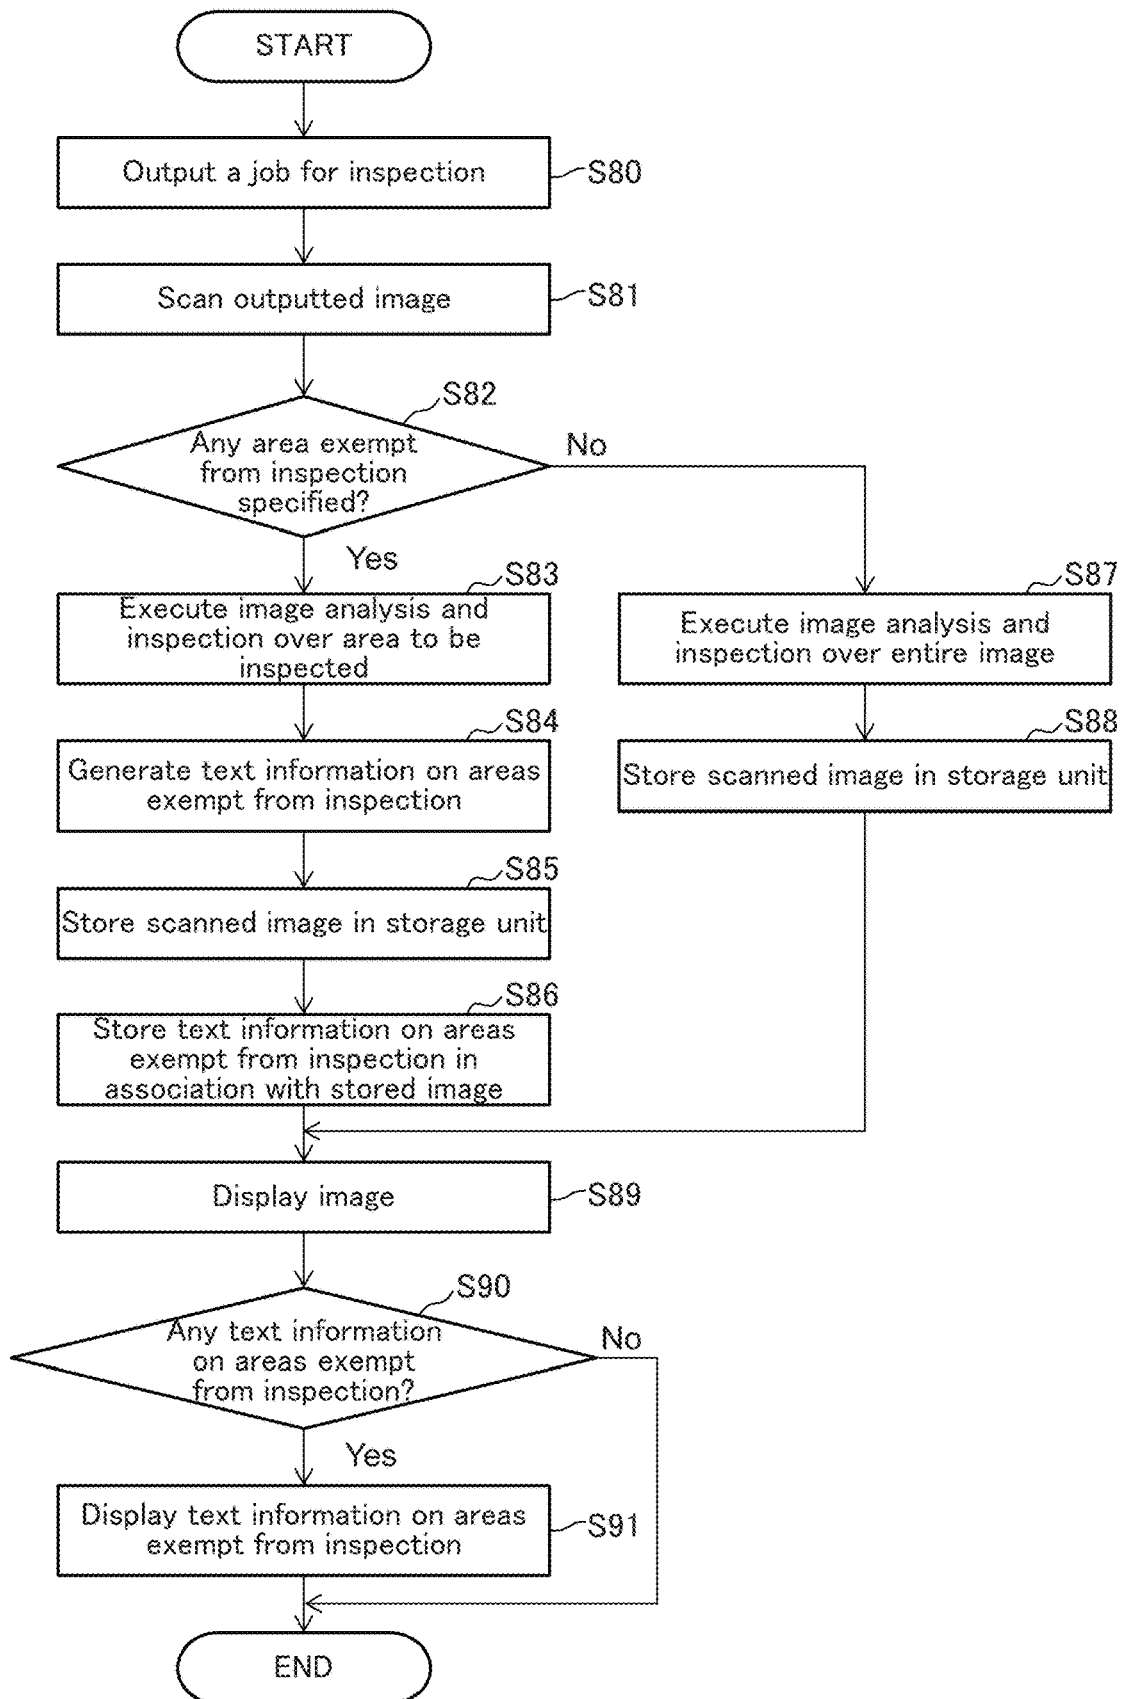 START
Output a job for inspection
S80
Scan outputted image
S81
S82
Any area exempt
from inspection
specified?
No
Yes
S83
Execute image analysis and
inspection over area to be
inspected
S87
Execute image analysis and
inspection over entire image
S84
Generate text information on areas
exempt from inspection
S88
Store scanned image in storage unit
S85
Store scanned image in storage unit
S86
Store text information on areas
exempt from inspection in
association with stored image
Display image
S89
S90
Any text information
on areas exempt
from inspection?
No
Yes
Display text information on areas
exempt from inspection
S91
END